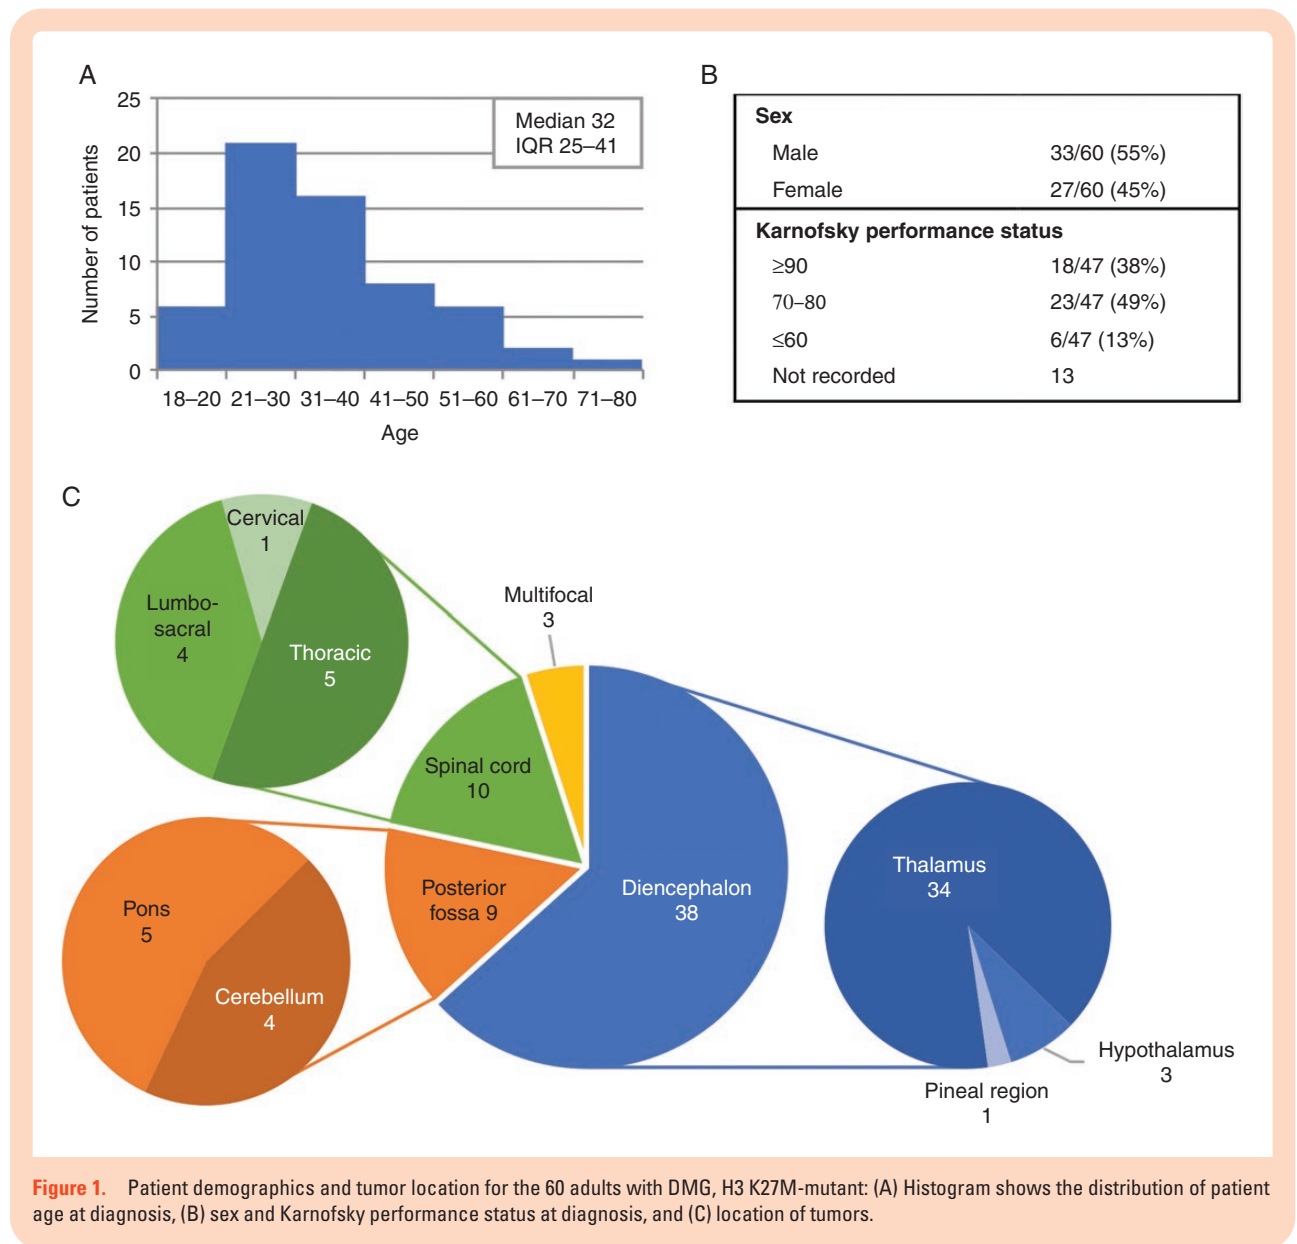 A
25
20
15
10
5
0
Number of patients
Median 32
IQR 25–41
18–20 21–30 31–40 41–50 51–60 61–70 71–80
Age
B
Sex
Male 33/60 (55%)
Female 27/60 (45%)
Karnofsky performance status
≥90 18/47 (38%)
70–80 23/47 (49%)
≤60 6/47 (13%)
Not recorded 13
C
Cervical
1
Lumbo-
sacral
4
Thoracic
5
Multifocal
3
Spinal cord
10
Posterior
fossa 9
Diencephalon
38
Pons
5
Cerebellum
4
Thalamus
34
Hypothalamus
3
Pineal region
1
Figure 1. Patient demographics and tumor location for the 60 adults with DMG, H3 K27M-mutant: (A) Histogram shows the distribution of patient
age at diagnosis, (B) sex and Karnofsky performance status at diagnosis, and (C) location of tumors.